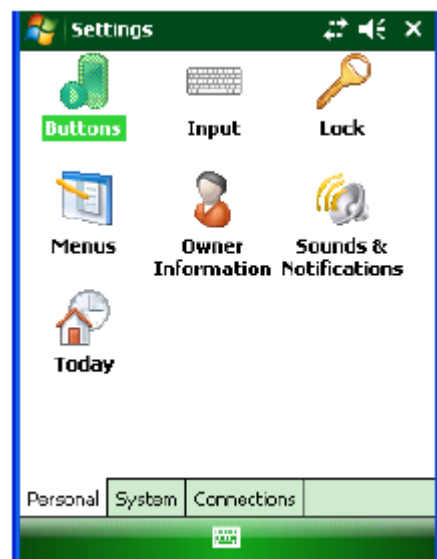 Settings
Buttons
Input
Lock
Menus
Owner
Information
Sounds &
Notifications
Today
Personal
System
Connections